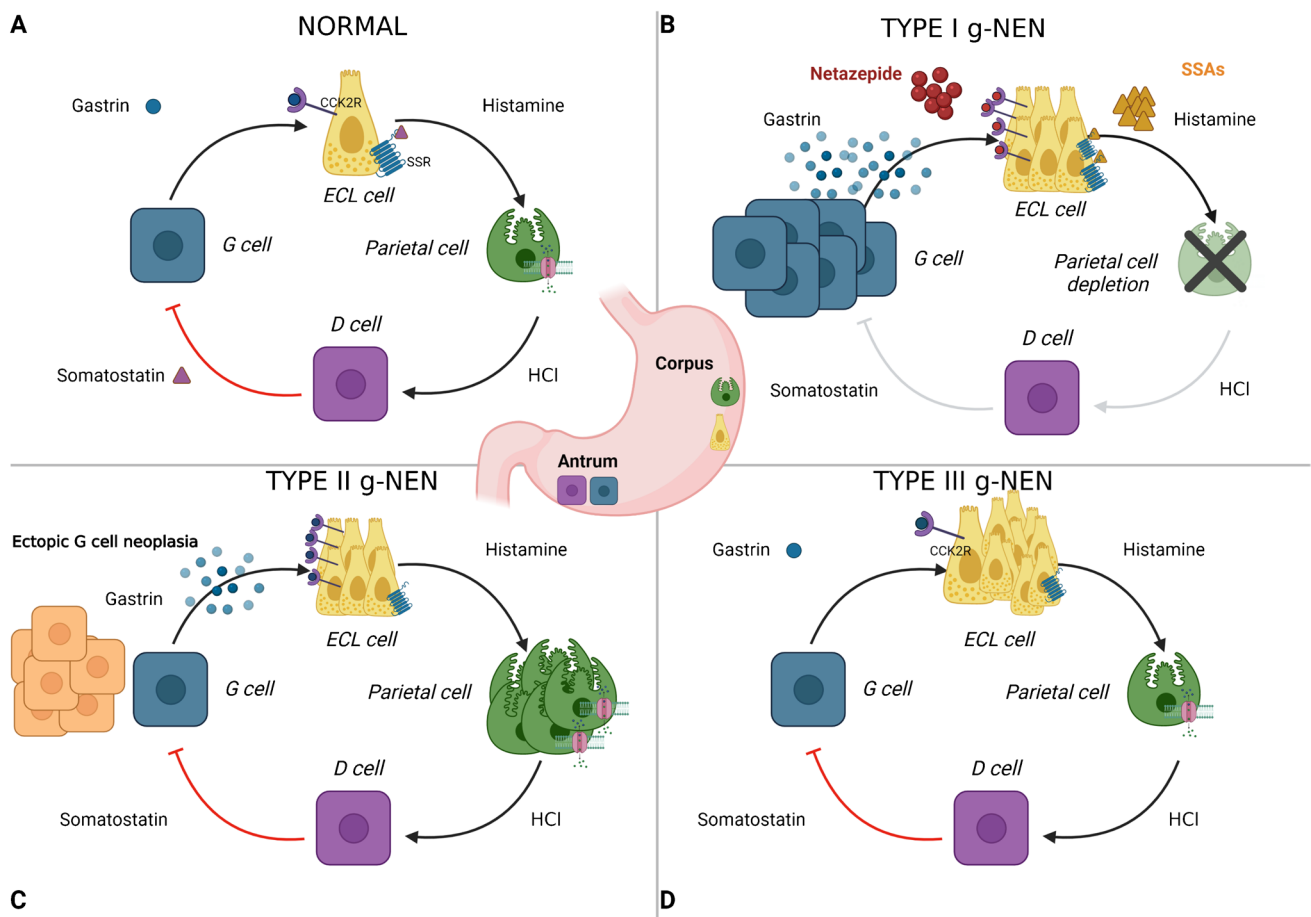 A
NORMAL
Gastrin
CCK2R
Histamine
SSR
ECL cell
G cell
Parietal cell
D cell
Somatostatin
HCl
B
TYPE I g-NEN
Netazepide
SSAs
Gastrin
Histamine
ECL cell
G cell
Parietal cell
depletion
D cell
Somatostatin
HCl
Corpus
Antrum
TYPE II g-NEN
Ectopic G cell neoplasia
Histamine
Gastrin
ECL cell
G cell
Parietal cell
D cell
Somatostatin
HCl
C
TYPE III g-NEN
Gastrin
CCK2R
Histamine
ECL cell
G cell
Parietal cell
D cell
Somatostatin
HCl
D